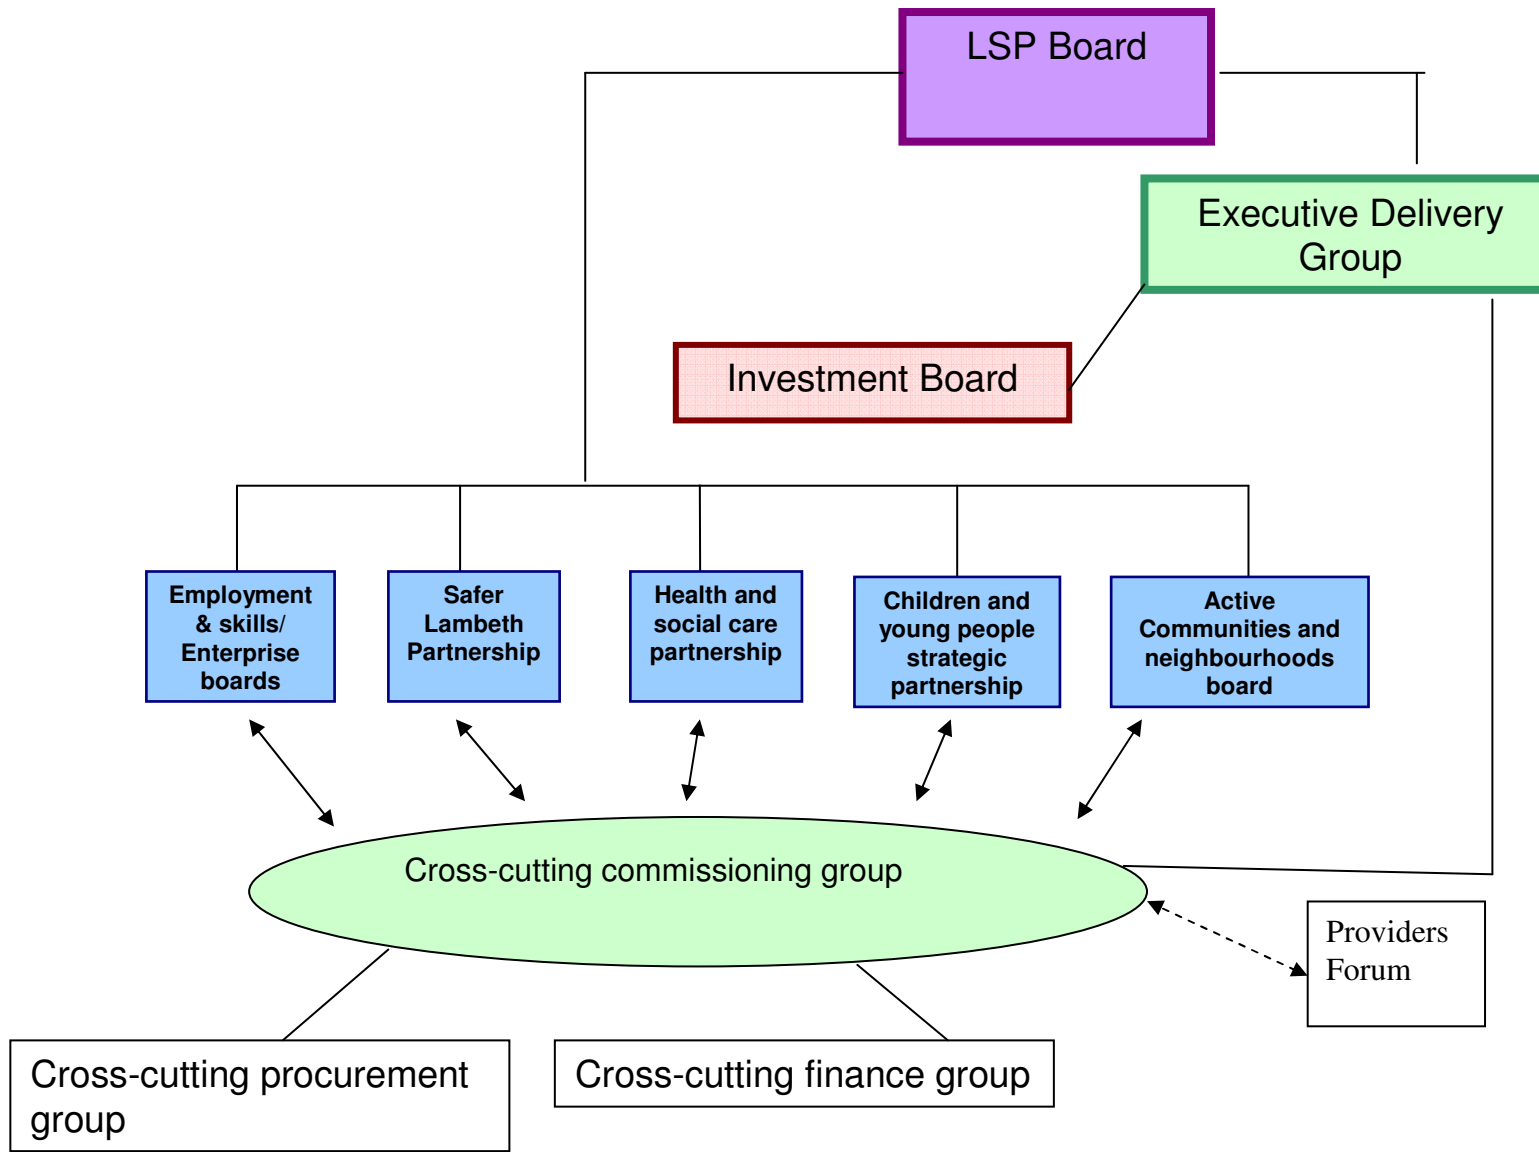 LSP Board
Executive Delivery
Group
Investment Board
Employment
& skills/
Enterprise
boards
Safer
Lambeth
Partnership
Health and
social care
partnership
Children and
young people
strategic
partnership
Active
Communities and
neighbourhoods
board
Cross-cutting commissioning group
Providers
Forum
Cross-cutting procurement
group
Cross-cutting finance group